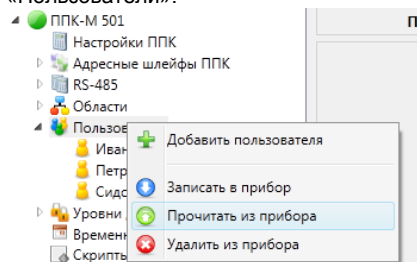 «Пользователи».
ППК-М 501
П
Настройки ППК
Адресные шлейфы ППК
RS-485
Области
Пользов
Добавить пользователя
Иван
Петр
Сидо
Записать в прибор
Уровни
Прочитать из прибора
Времен
Удалить из прибора
Скрипты